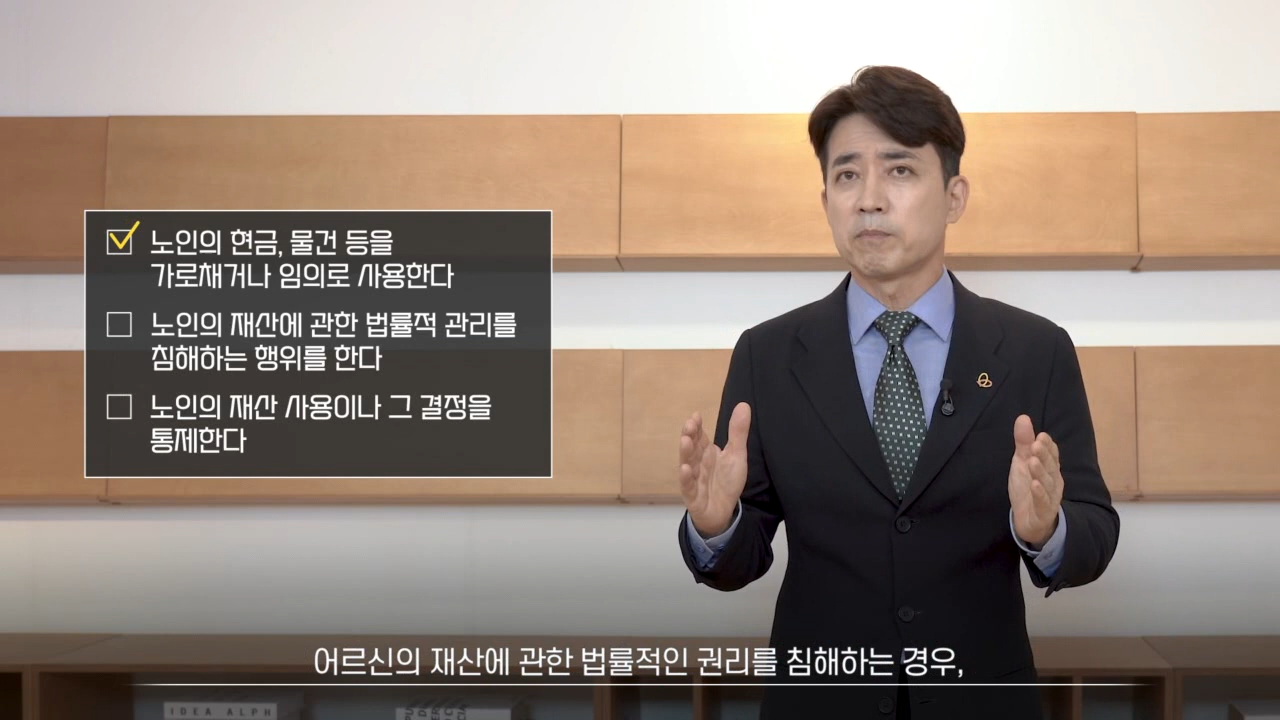 노인의 현금, 물건 등을
가로채거나 임의로 사용한다
노인의 재산에 관한 법률적 관리를
침해하는 행위를 한다
노인의 재산 사용이나 그 결정을
통제한다
어르신의 재산에 관한 법률적인 권리를 침해하는 경우,
IDEA ALPH